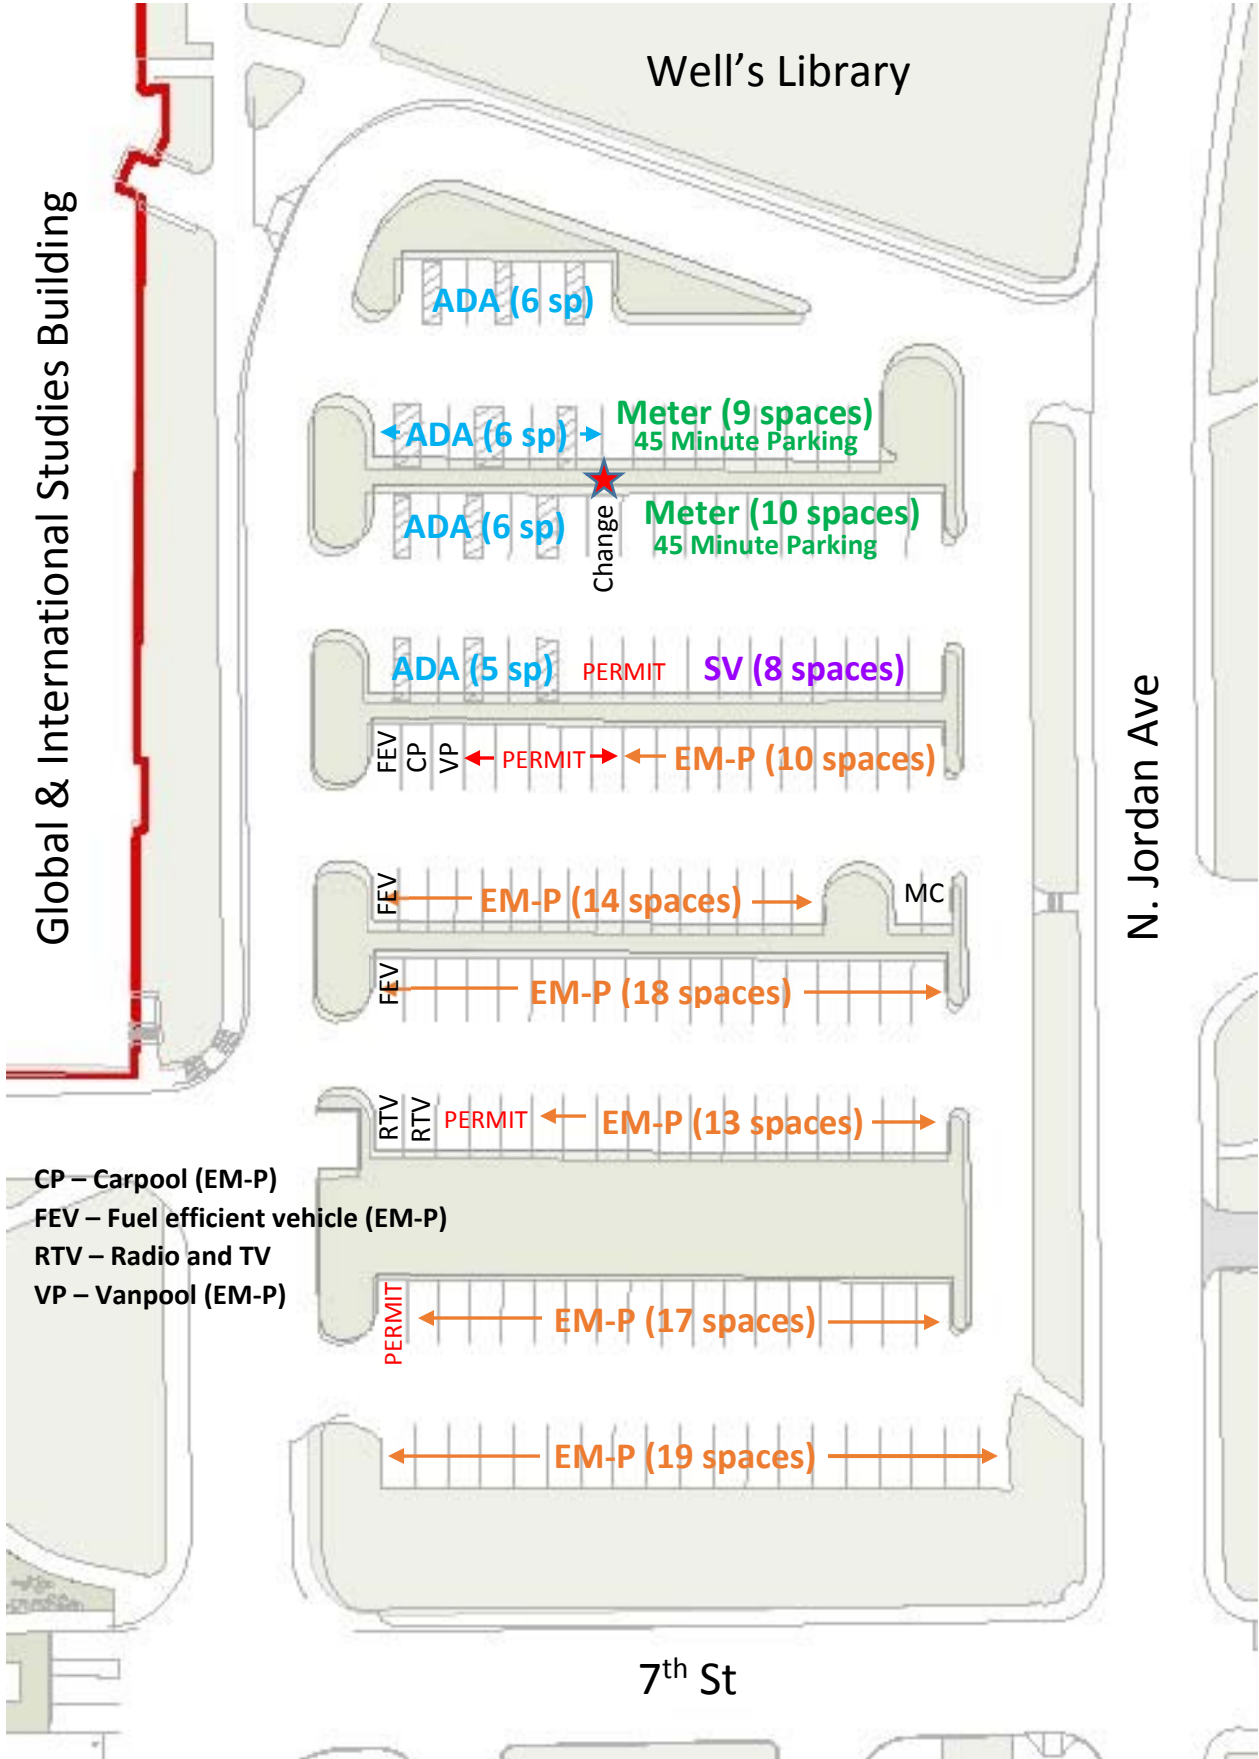 Well's Library
Global & International Studies Building
ADA (6 sp)
ADA (6 sp)
Meter (9 spaces)
45 Minute Parking
ADA (6 sp)
Change
Meter (10 spaces)
45 Minute Parking
ADA (5 sp)
PERMIT
SV (8 spaces)
FEV
CP
VP
PERMIT
EM-P (10 spaces)
N. Jordan Ave
FEV
EM-P (14 spaces)
MC
FEV
EM-P (18 spaces)
RTV
RTV
PERMIT
EM-P (13 spaces)
CP – Carpool (EM-P)
FEV – Fuel efficient vehicle (EM-P)
RTV – Radio and TV
VP – Vanpool (EM-P)
PERMIT
EM-P (17 spaces)
EM-P (19 spaces)
7th St